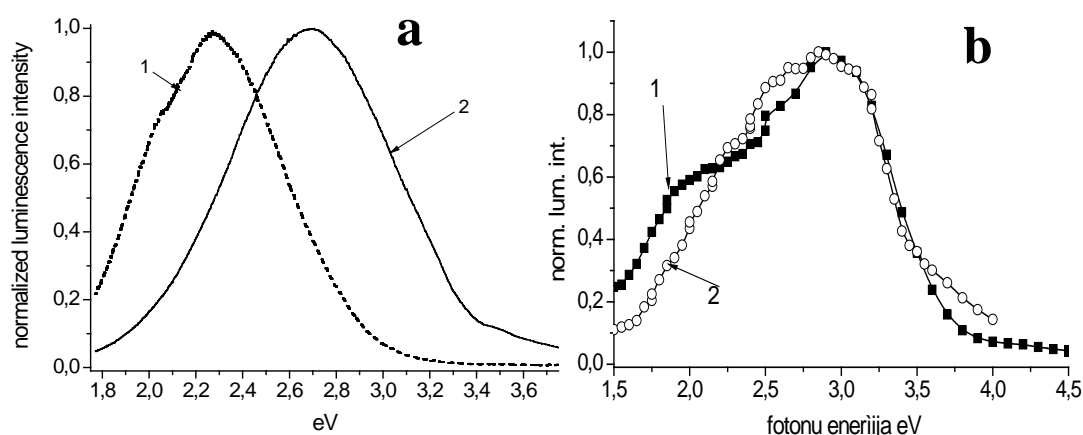 a
normalized luminescence intensity
1,0
0,8
0,6
0,4
0,2
0,0
1
2
1,8 2,0 2,2 2,4 2,6 2,8 3,0 3,2 3,4 3,6
eV
b
norm. lum. int.
1,0
0,8
0,6
0,4
0,2
0,0
1
2
1,5 2,0 2,5 3,0 3,5 4,0 4,5
fotonu enerìija eV